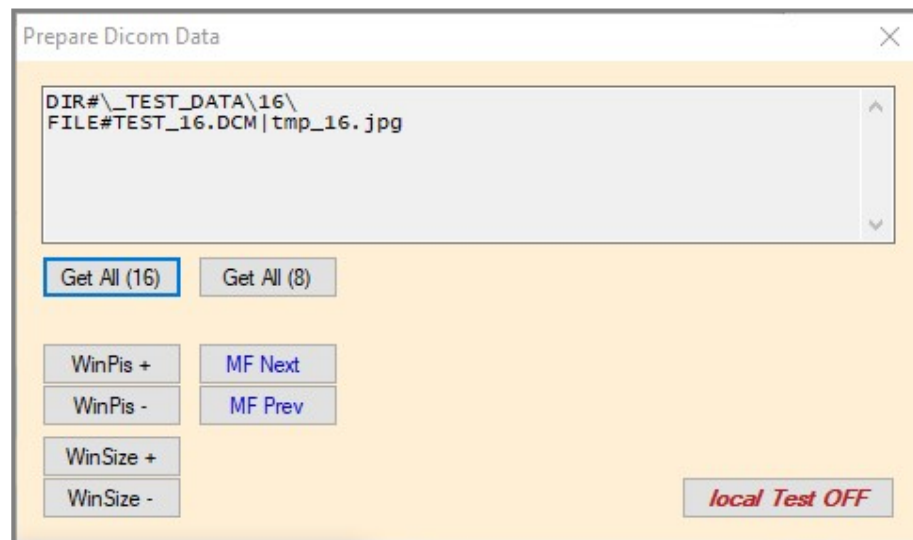 Prepare Dicom Data
DIR#\_TEST_DATA\16\
FILE#TEST_16.DCM|tmp_16.jpg
Get All (16) Get All (8)
WinPis + MF Next
WinPis - MF Prev
WinSize +
WinSize - local Test OFF